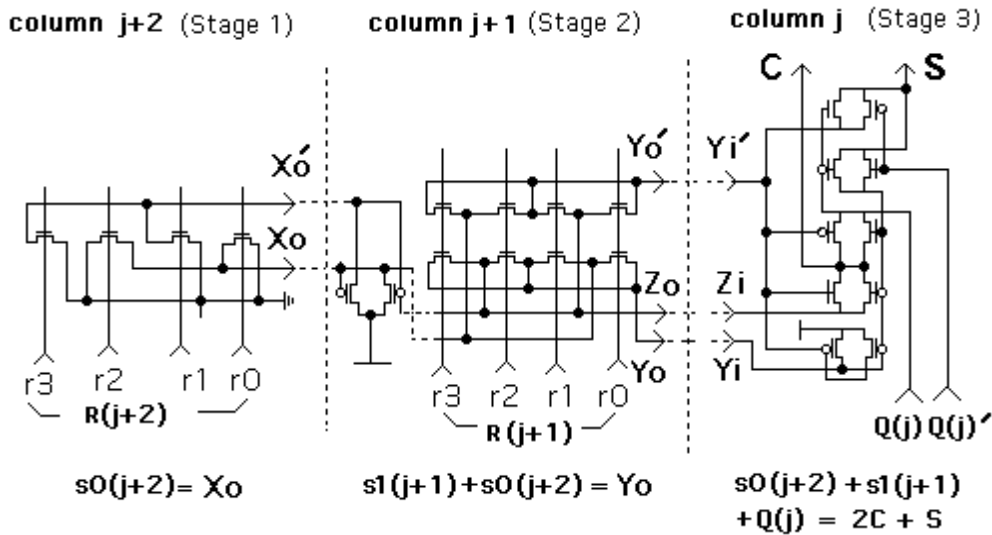 column j+2 (Stage 1)
column j+1 (Stage 2)
column j (Stage 3)
C
S
Xo′
Xo
Yo′
Yi′
Zo
Zi
Yo
Yi
r3
r2
r1
r0
R(j+2)
r3
r2
r1
r0
R(j+1)
Q(j)
Q(j)′
s0(j+2)= Xo
s1(j+1)+s0(j+2) = Yo
s0(j+2) + s1(j+1)
+Q(j) = 2C + S